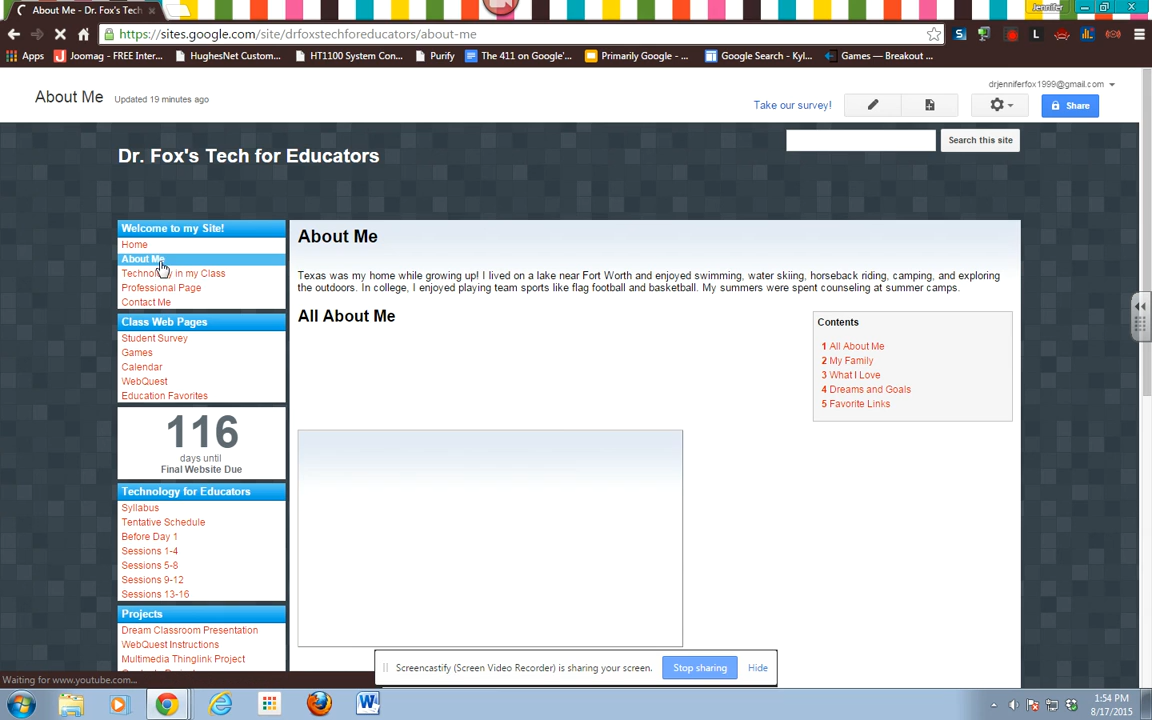 About Me - Dr. Fox's Tech
Jennifer
https://sites.google.com/site/drfoxstechforeducators/about-me
Apps Joomag - FREE Inter... HughesNet Custom... HT1100 System Con... Purify The 411 on Google'... Primarily Google - ... Google Search - Kyl... Games — Breakout ...
drjenniferfox1999@gmail.com
About Me Updated 19 minutes ago
Take our survey!
Share
Search this site
Dr. Fox's Tech for Educators
Welcome to my Site!
Home
About Me
Technology in my Class
Professional Page
Contact Me
Class Web Pages
Student Survey
Games
Calendar
WebQuest
Education Favorites
116
days until
Final Website Due
Technology for Educators
Syllabus
Tentative Schedule
Before Day 1
Sessions 1-4
Sessions 5-8
Sessions 9-12
Sessions 13-16
Projects
Dream Classroom Presentation
WebQuest Instructions
Multimedia Thinglink Project
About Me
Texas was my home while growing up! I lived on a lake near Fort Worth and enjoyed swimming, water skiing, horseback riding, camping, and exploring
the outdoors. In college, I enjoyed playing team sports like flag football and basketball. My summers were spent counseling at summer camps.
All About Me
Contents
1 All About Me
2 My Family
3 What I Love
4 Dreams and Goals
5 Favorite Links
Screencastify (Screen Video Recorder) is sharing your screen. Stop sharing Hide
Waiting for www.youtube.com...
1:54 PM
8/17/2015